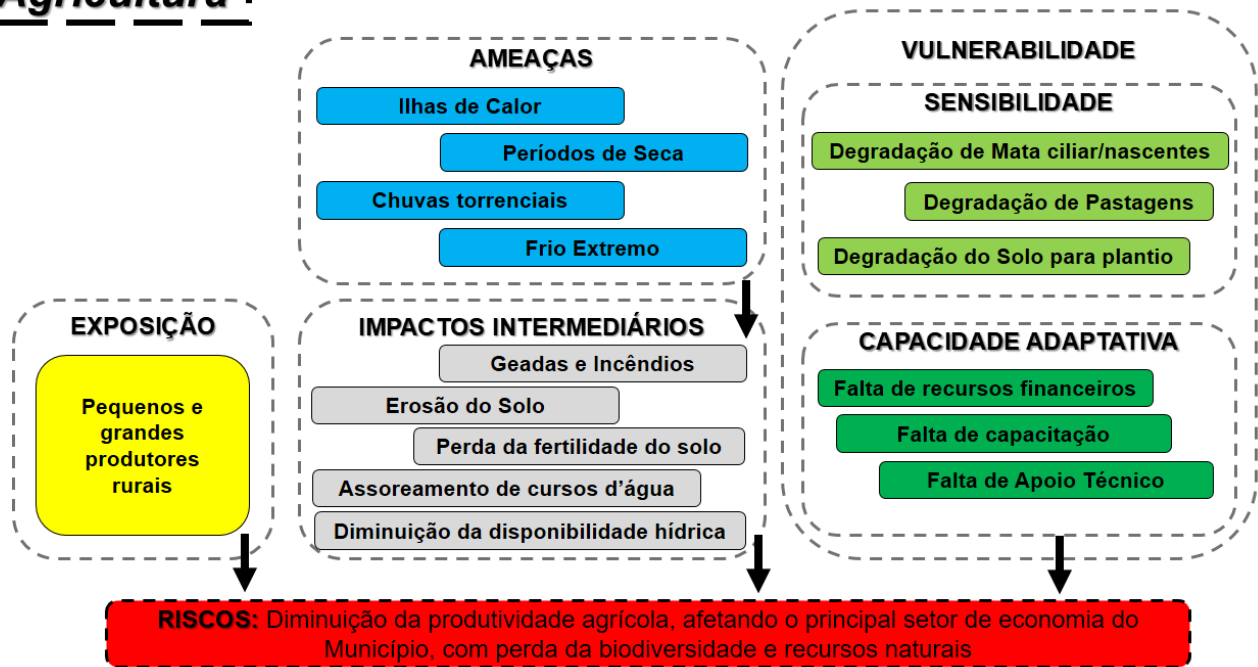 Agricultura
AMEAÇAS
Ilhas de Calor
Períodos de Seca
Chuvas torrenciais
Frio Extremo
VULNERABILIDADE
SENSIBILIDADE
Degradação de Mata ciliar/nascentes
Degradação de Pastagens
Degradação do Solo para plantio
EXPOSIÇÃO
Pequenos e
grandes
produtores
rurais
IMPACTOS INTERMEDIÁRIOS
Geadas e Incêndios
Erosão do Solo
Perda da fertilidade do solo
Assoreamento de cursos d’água
Diminuição da disponibilidade hídrica
CAPACIDADE ADAPTATIVA
Falta de recursos financeiros
Falta de capacitação
Falta de Apoio Técnico
RISCOS: Diminuição da produtividade agrícola, afetando o principal setor de economia do
Município, com perda da biodiversidade e recursos naturais